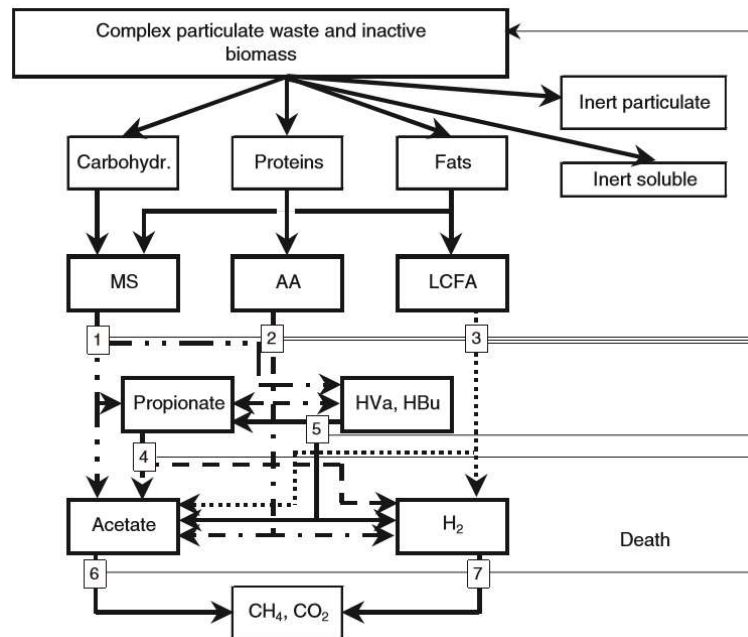 Complex particulate waste and inactive
biomass
Inert particulate
Carbohydr.
Proteins
Fats
Inert soluble
MS
AA
LCFA
1
2
3
Propionate
HVa, HBu
5
4
Acetate
H₂
Death
6
7
CH₄, CO₂